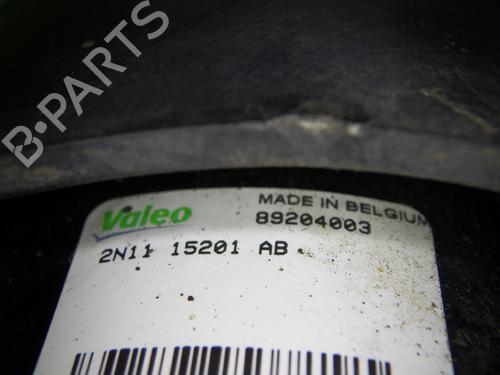 B·PARTS
Valeo
MADE IN BELGIUM
89204003
2N11 15201 AB